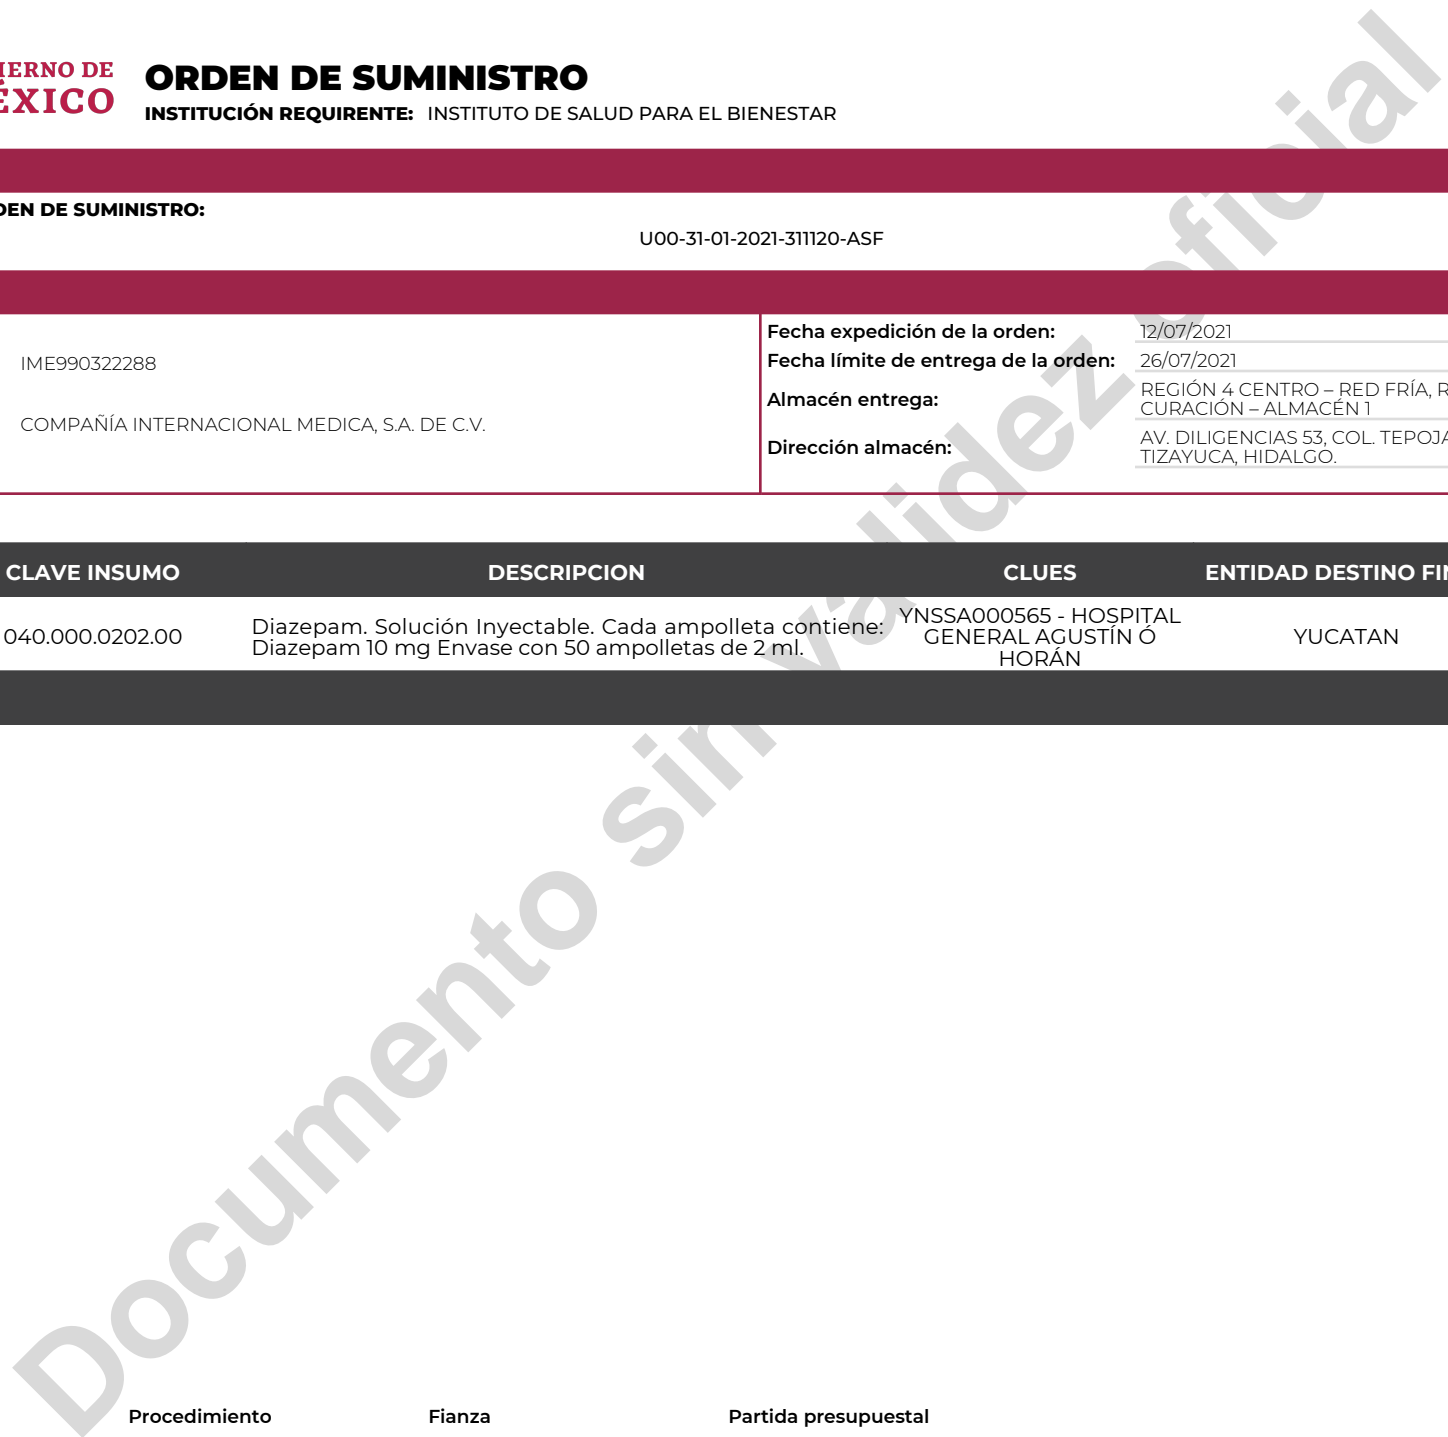 IERNO DE
ÉXICO
ORDEN DE SUMINISTRO
INSTITUCIÓN REQUIRENTE: INSTITUTO DE SALUD PARA EL BIENESTAR
DEN DE SUMINISTRO:
U00-31-01-2021-311120-ASF
IME990322288
COMPAÑÍA INTERNACIONAL MEDICA, S.A. DE C.V.
Fecha expedición de la orden: 12/07/2021
Fecha límite de entrega de la orden: 26/07/2021
Almacén entrega: REGIÓN 4 CENTRO – RED FRÍA, R
CURACIÓN – ALMACÉN 1
Dirección almacén: AV. DILIGENCIAS 53, COL. TEPOJA
TIZAYUCA, HIDALGO.
CLAVE INSUMO DESCRIPCION CLUES ENTIDAD DESTINO FIN
040.000.0202.00
Diazepam. Solución Inyectable. Cada ampolleta contiene:
Diazepam 10 mg Envase con 50 ampolletas de 2 ml.
YNSSA000565 - HOSPITAL
GENERAL AGUSTÍN Ó
HORÁN
YUCATAN
Documento sin validez oficial
Procedimiento Fianza Partida presupuestal